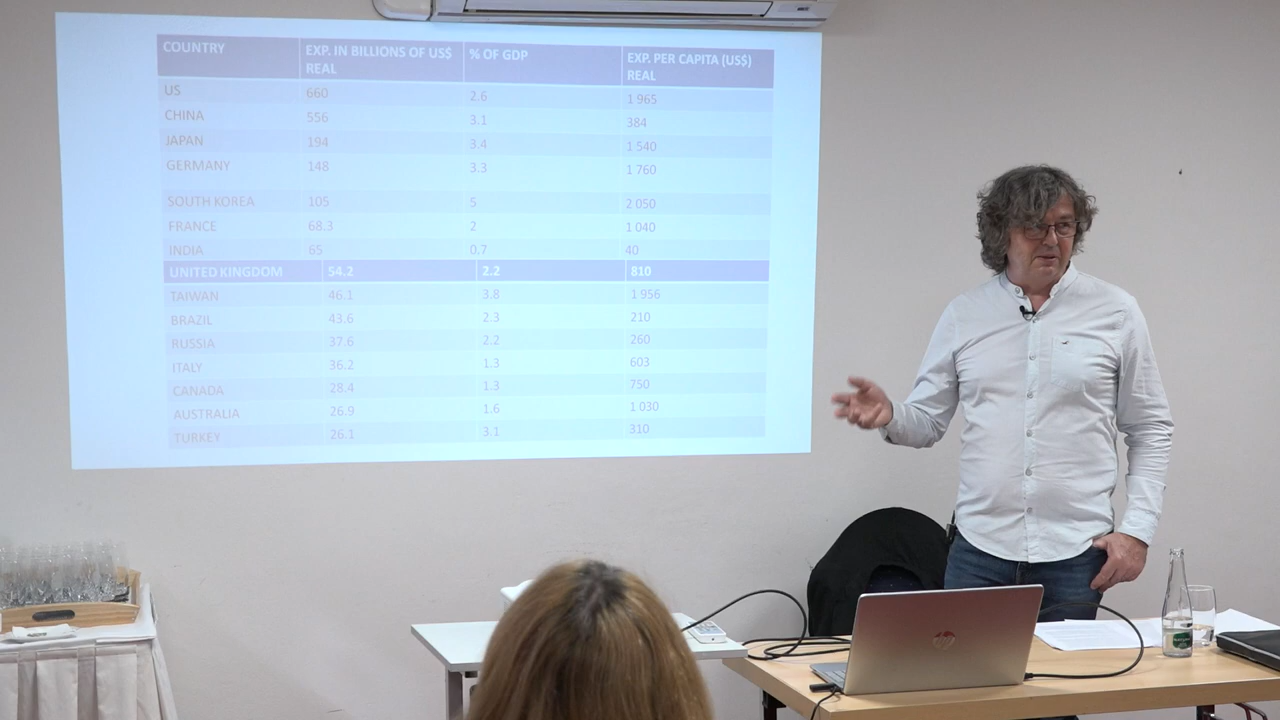 COUNTRY EXP. IN BILLIONS OF US$ REAL % OF GDP EXP. PER CAPITA (US$) REAL
US 660 2.6 1 965
CHINA 556 3.1 384
JAPAN 194 3.4 1 540
GERMANY 148 3.3 1 760
SOUTH KOREA 105 5 2 050
FRANCE 68.3 2 1 040
INDIA 65 0,7 40
UNITED KINGDOM 54.2 2.2 810
TAIWAN 46.1 3.8 1 956
BRAZIL 43.6 2.3 210
RUSSIA 37.6 2.2 260
ITALY 36.2 1.3 603
CANADA 28.4 1.3 750
AUSTRALIA 26.9 1.6 1 030
TURKEY 26.1 3.1 310
hp